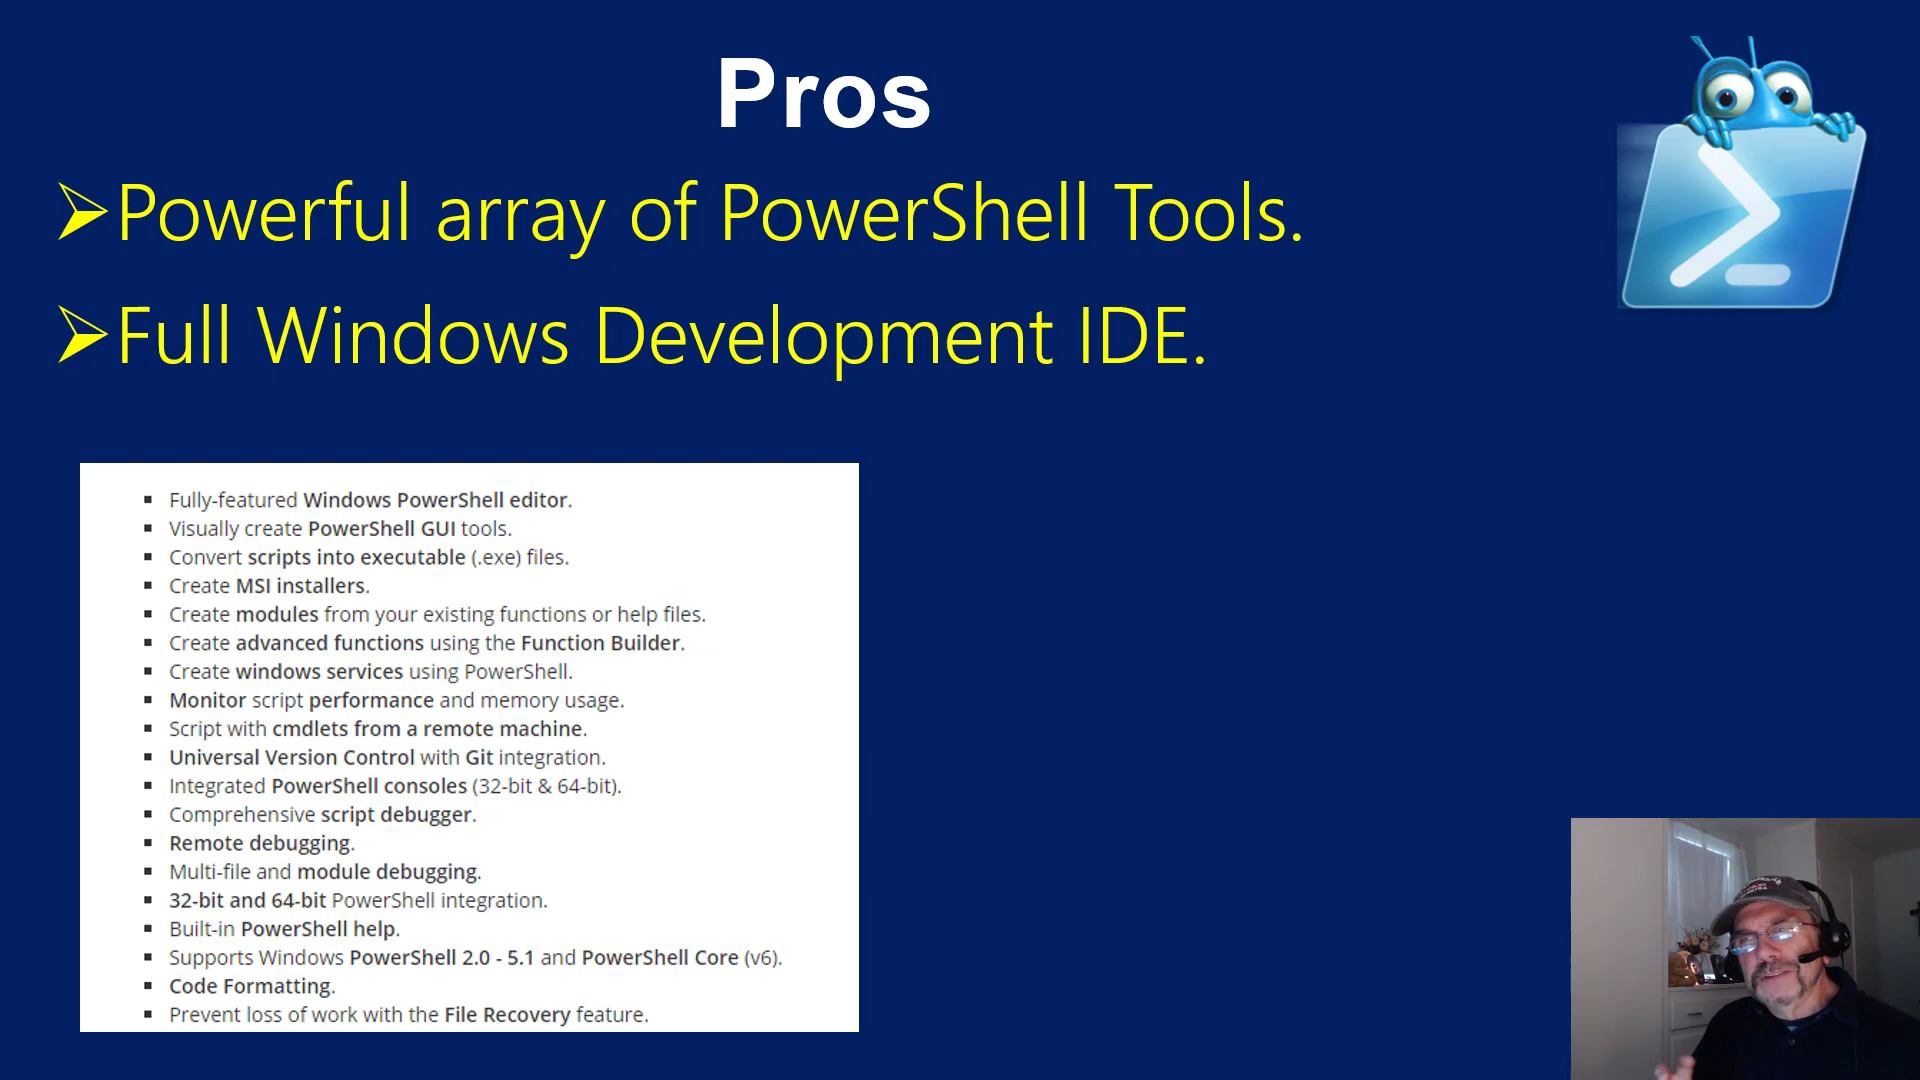 Pros
➢Powerful array of PowerShell Tools.
➢Full Windows Development IDE.
▪ Fully-featured Windows PowerShell editor.
▪ Visually create PowerShell GUI tools.
▪ Convert scripts into executable (.exe) files.
▪ Create MSI installers.
▪ Create modules from your existing functions or help files.
▪ Create advanced functions using the Function Builder.
▪ Create windows services using PowerShell.
▪ Monitor script performance and memory usage.
▪ Script with cmdlets from a remote machine.
▪ Universal Version Control with Git integration.
▪ Integrated PowerShell consoles (32-bit & 64-bit).
▪ Comprehensive script debugger.
▪ Remote debugging.
▪ Multi-file and module debugging.
▪ 32-bit and 64-bit PowerShell integration.
▪ Built-in PowerShell help.
▪ Supports Windows PowerShell 2.0 - 5.1 and PowerShell Core (v6).
▪ Code Formatting.
▪ Prevent loss of work with the File Recovery feature.